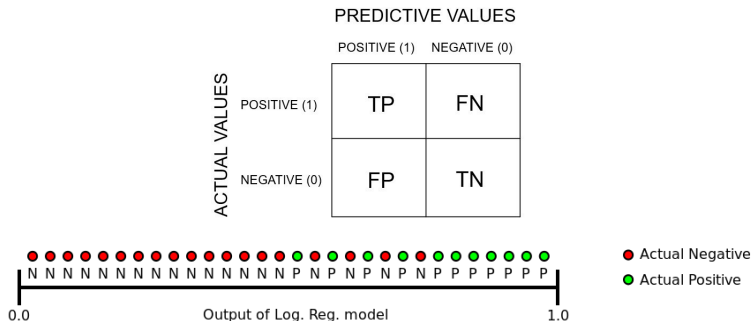 PREDICTIVE VALUES
POSITIVE (1) NEGATIVE (0)
ACTUAL VALUES
POSITIVE (1) TP FN
NEGATIVE (0) FP TN
N N N N N N N N N N N N N N N P N P N P N P N P P P P P P P
0.0 Output of Log. Reg. model 1.0
Actual Negative
Actual Positive